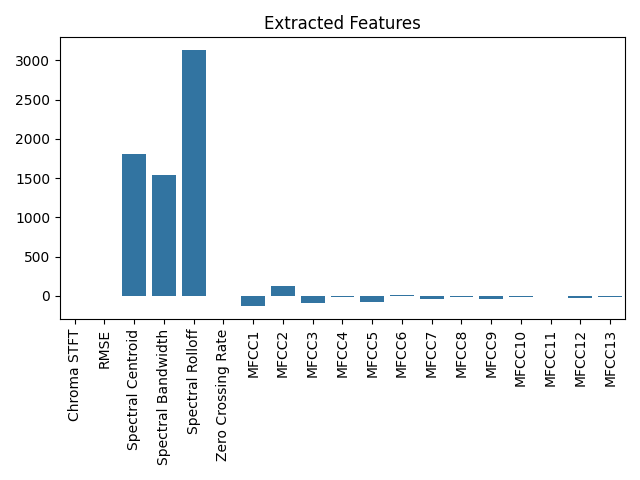 Extracted Features
3000
2500
2000
1500
1000
500
0
Chroma STFT
RMSE
Spectral Centroid
Spectral Bandwidth
Spectral Rolloff
Zero Crossing Rate
MFCC1
MFCC2
MFCC3
MFCC4
MFCC5
MFCC6
MFCC7
MFCC8
MFCC9
MFCC10
MFCC11
MFCC12
MFCC13